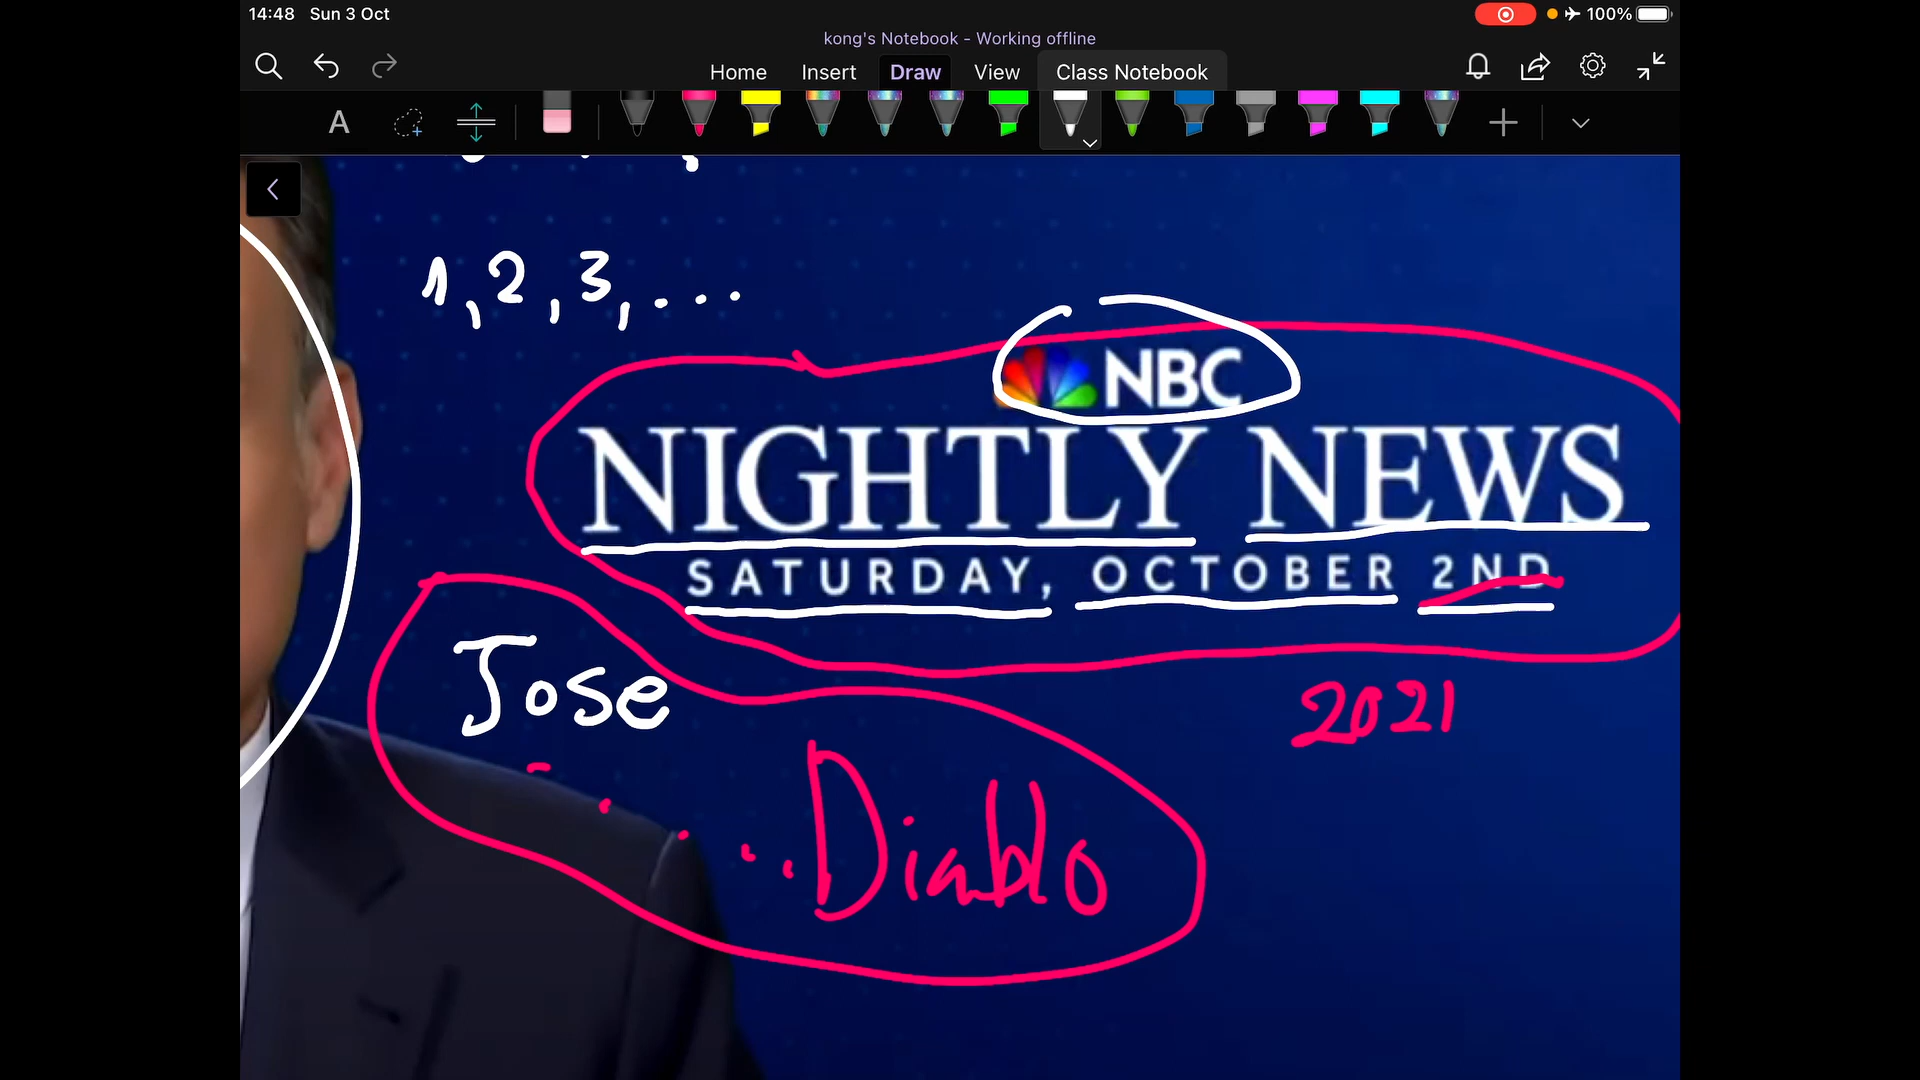 14:48 Sun 3 Oct 100%
kong's Notebook - Working offline
Home Insert Draw View Class Notebook
A
1, 2, 3, ...
NBC
NIGHTLY NEWS
SATURDAY, OCTOBER 2ND
Jose
2021
...Diablo